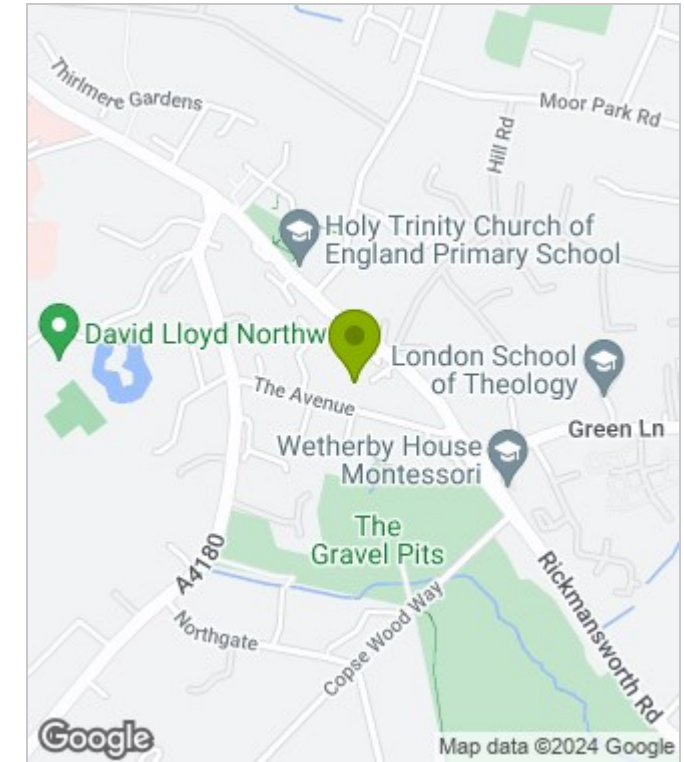 Thirlmere Gardens
Moor Park Rd
Hill Rd
Holy Trinity Church of
England Primary School
David Lloyd Northw
London School
of Theology
The Avenue
Green Ln
Wetherby House
Montessori
The
Gravel Pits
A4180
Rickmansworth Rd
Northgate
Copse Wood Way
Google
Map data ©2024 Google